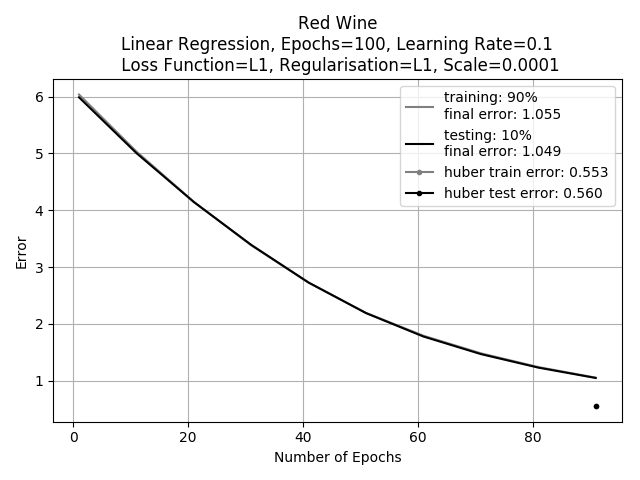 Red Wine
Linear Regression, Epochs=100, Learning Rate=0.1
Loss Function=L1, Regularisation=L1, Scale=0.0001
training: 90%
final error: 1.055
testing: 10%
final error: 1.049
huber train error: 0.553
huber test error: 0.560
Error
6
5
4
3
2
1
0
20
40
60
80
Number of Epochs